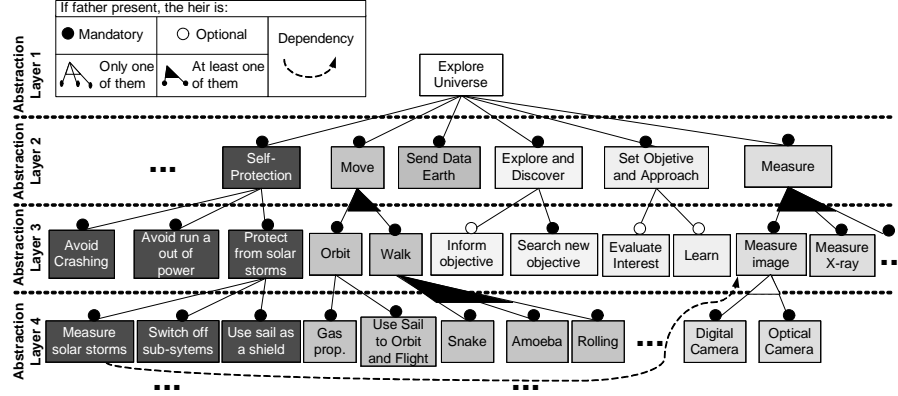 If father present, the heir is:
Mandatory
Optional
Dependency
Only one
of them
At least one
of them
Abstraction
Layer 1
Explore
Universe
Abstraction
Layer 2
...
Self-
Protection
Move
Send Data
Earth
Explore and
Discover
Set Objetive
and Approach
Measure
Abstraction
Layer 3
Avoid
Crashing
Avoid run a
out of
power
Protect
from solar
storms
Orbit
Walk
Inform
objective
Search new
objective
Evaluate
Interest
Learn
Measure
image
Measure
X-ray
..
Abstraction
Layer 4
Measure
solar storms
Switch off
sub-sytems
Use sail as
a shield
Gas
prop.
Use Sail
to Orbit
and Flight
Snake
Amoeba
Rolling
...
Digital
Camera
Optical
Camera
...
...